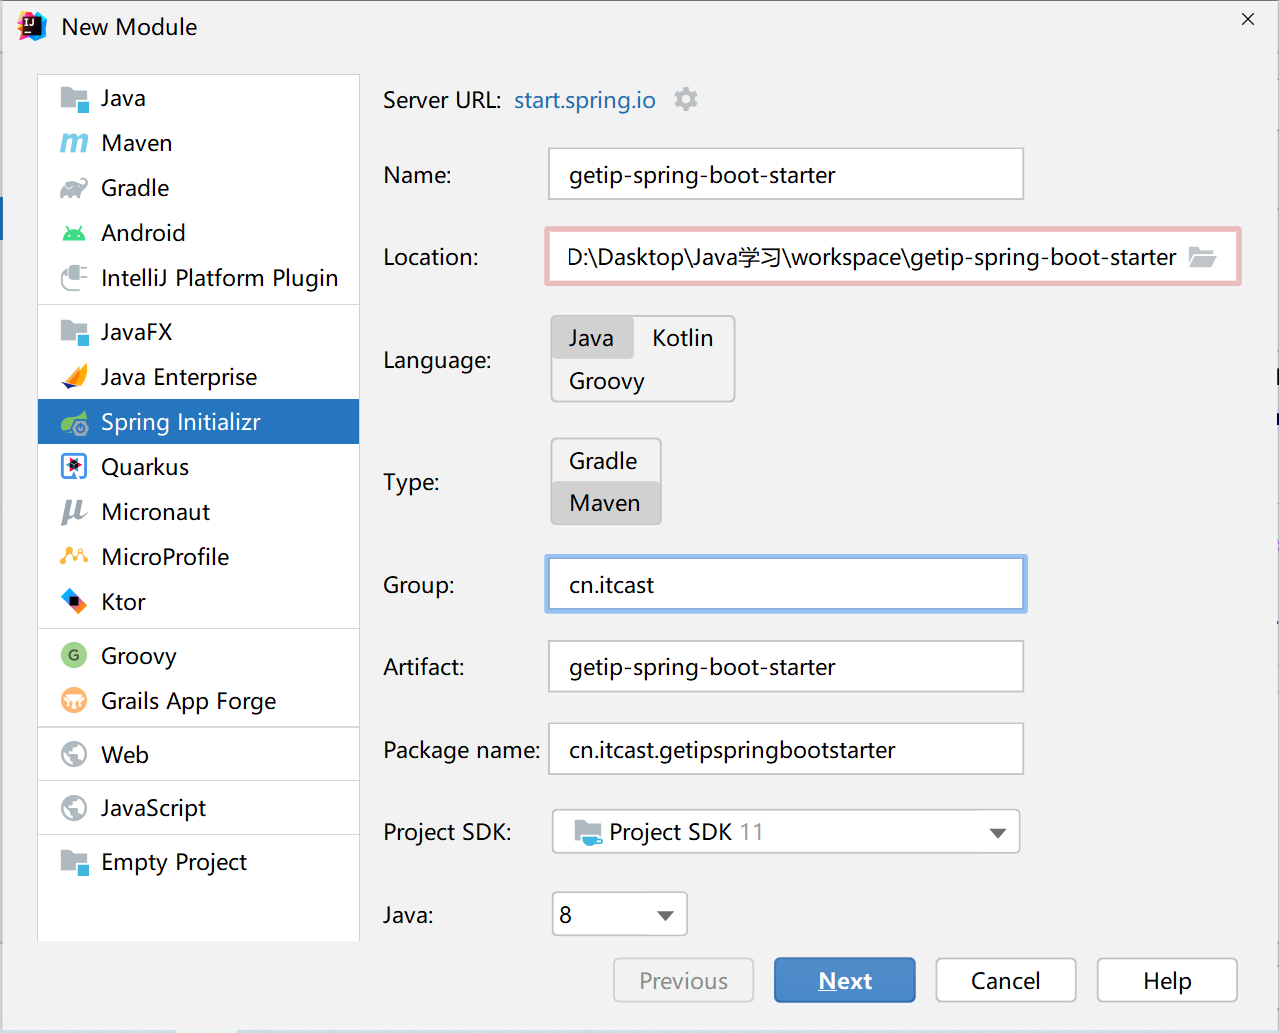 New Module
Java
Maven
Gradle
Android
IntelliJ Platform Plugin
JavaFX
Java Enterprise
Spring Initializr
Quarkus
Micronaut
MicroProfile
Ktor
Groovy
Grails App Forge
Web
JavaScript
Empty Project
Server URL: start.spring.io
Name: getip-spring-boot-starter
Location: D:\Dasktop\Java学习\workspace\getip-spring-boot-starter
Language: Java Kotlin
Groovy
Type: Gradle
Maven
Group: cn.itcast
Artifact: getip-spring-boot-starter
Package name: cn.itcast.getipspringbootstarter
Project SDK: Project SDK 11
Java: 8
Previous Next Cancel Help